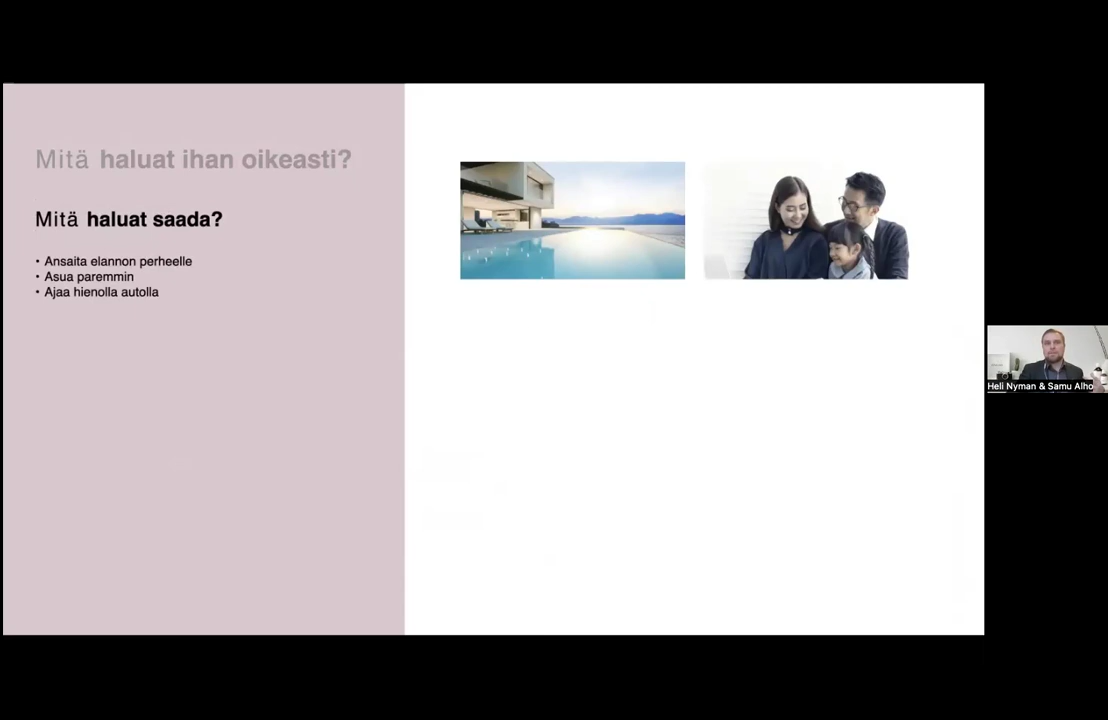 Mitä haluat ihan oikeasti?
Mitä haluat saada?
• Ansaita elannon perheelle
• Asua paremmin
• Ajaa hienolla autolla
Heli Nyman & Samu Alho